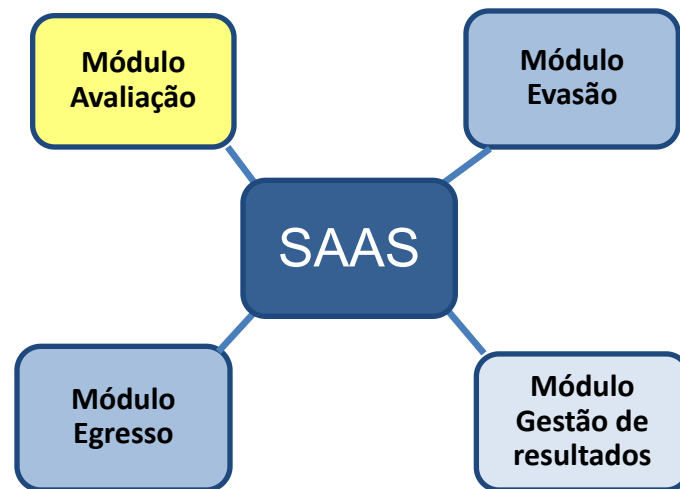 Módulo
Avaliação
Módulo
Evasão
SAAS
Módulo
Egresso
Módulo
Gestão de
resultados